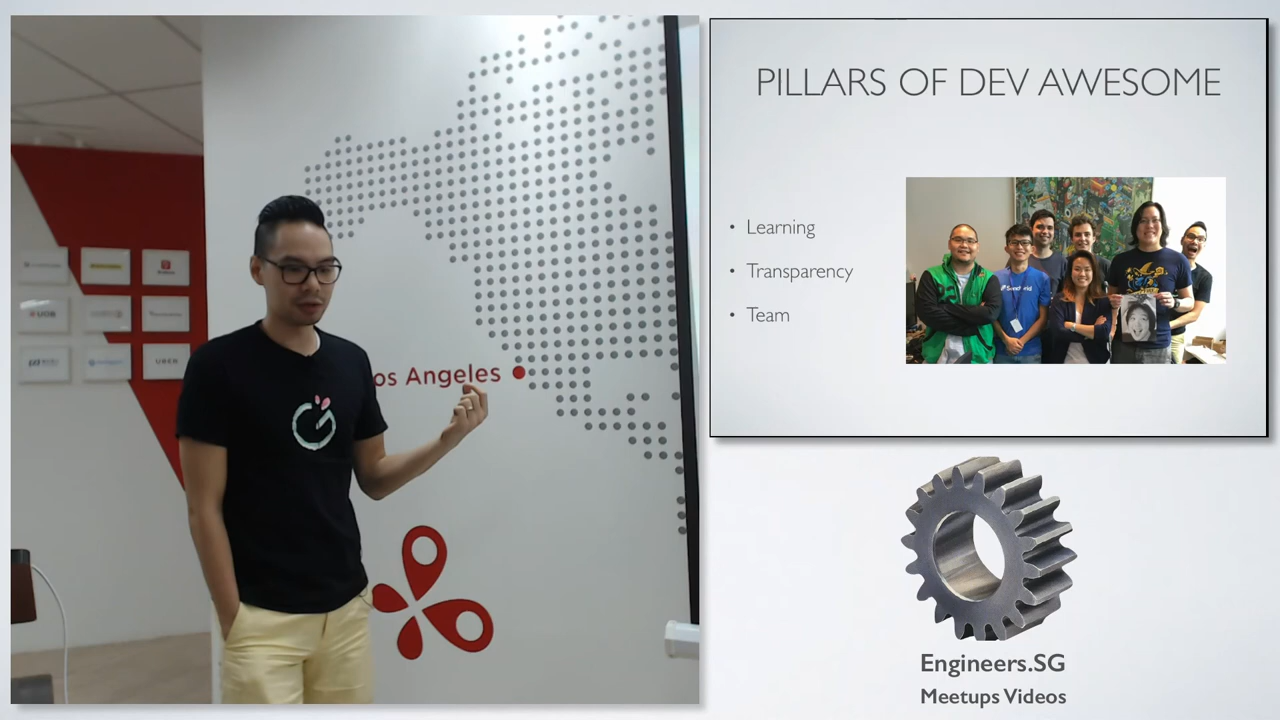 UOB
UBER
os Angeles
PILLARS OF DEV AWESOME
• Learning
• Transparency
• Team
Engineers.SG
Meetups Videos